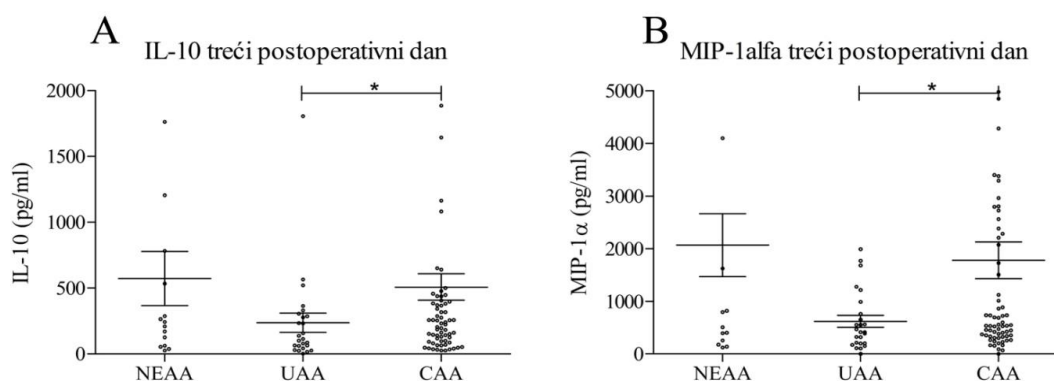 A
IL-10 treći postoperativni dan
2000
1500
1000
500
0
IL-10 (pg/ml)
*
NEAA
UAA
CAA
B
MIP-1alfa treći postoperativni dan
5000
4000
3000
2000
1000
0
MIP-1α (pg/ml)
*
NEAA
UAA
CAA